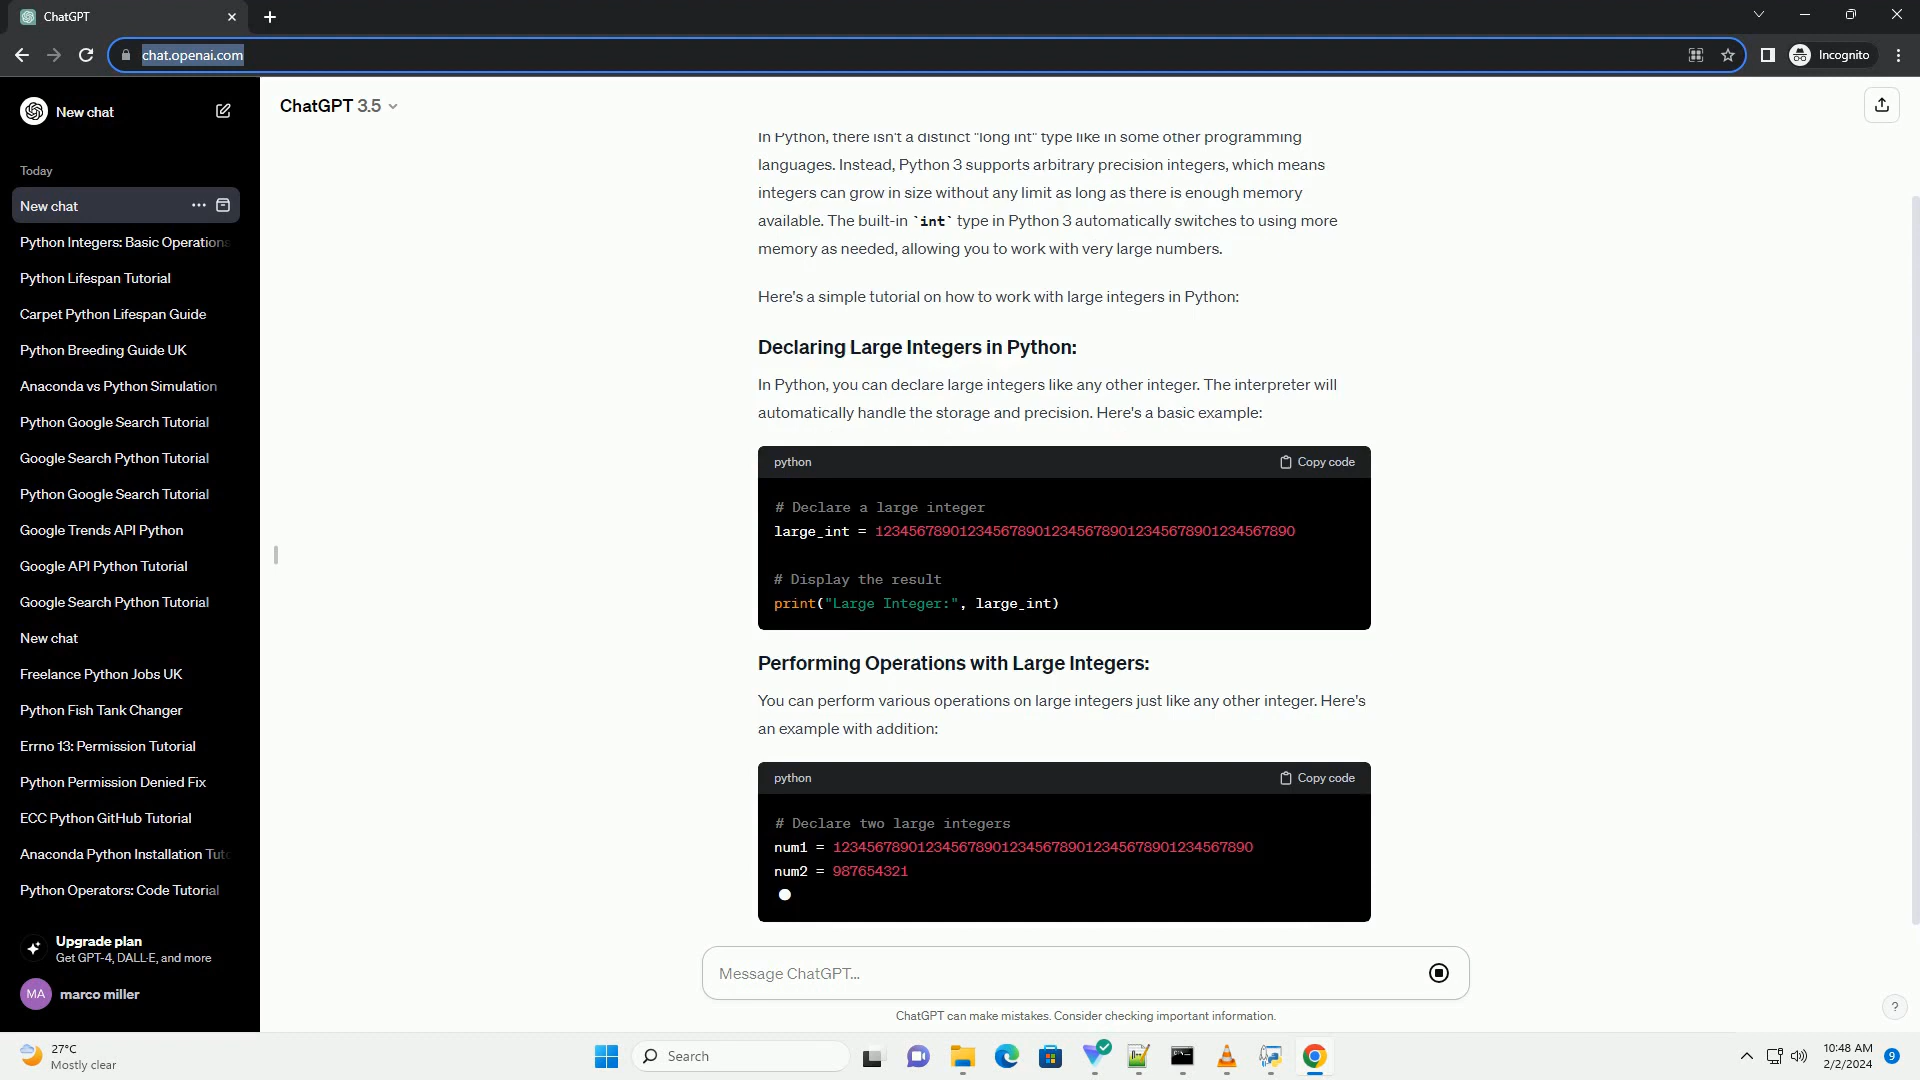 ChatGPT
chat.openai.com
Incognito
New chat
Today
New chat
Python Integers: Basic Operations
Python Lifespan Tutorial
Carpet Python Lifespan Guide
Python Breeding Guide UK
Anaconda vs Python Simulation
Python Google Search Tutorial
Google Search Python Tutorial
Python Google Search Tutorial
Google Trends API Python
Google API Python Tutorial
Google Search Python Tutorial
New chat
Freelance Python Jobs UK
Python Fish Tank Changer
Errno 13: Permission Tutorial
Python Permission Denied Fix
ECC Python GitHub Tutorial
Anaconda Python Installation Tuto
Python Operators: Code Tutorial
Upgrade plan
Get GPT-4, DALL·E, and more
MA marco miller
ChatGPT 3.5
In Python, there isn't a distinct "long int" type like in some other programming
languages. Instead, Python 3 supports arbitrary precision integers, which means
integers can grow in size without any limit as long as there is enough memory
available. The built-in `int` type in Python 3 automatically switches to using more
memory as needed, allowing you to work with very large numbers.
Here's a simple tutorial on how to work with large integers in Python:
Declaring Large Integers in Python:
In Python, you can declare large integers like any other integer. The interpreter will
automatically handle the storage and precision. Here's a basic example:
python Copy code
# Declare a large integer
large_int = 12345678901234567890123456789012345678901234567890
# Display the result
print("Large Integer:", large_int)
Performing Operations with Large Integers:
You can perform various operations on large integers just like any other integer. Here's
an example with addition:
python Copy code
# Declare two large integers
num1 = 12345678901234567890123456789012345678901234567890
num2 = 987654321
Message ChatGPT...
ChatGPT can make mistakes. Consider checking important information.
?
27°C
Mostly clear
Search
10:48 AM
2/2/2024
9